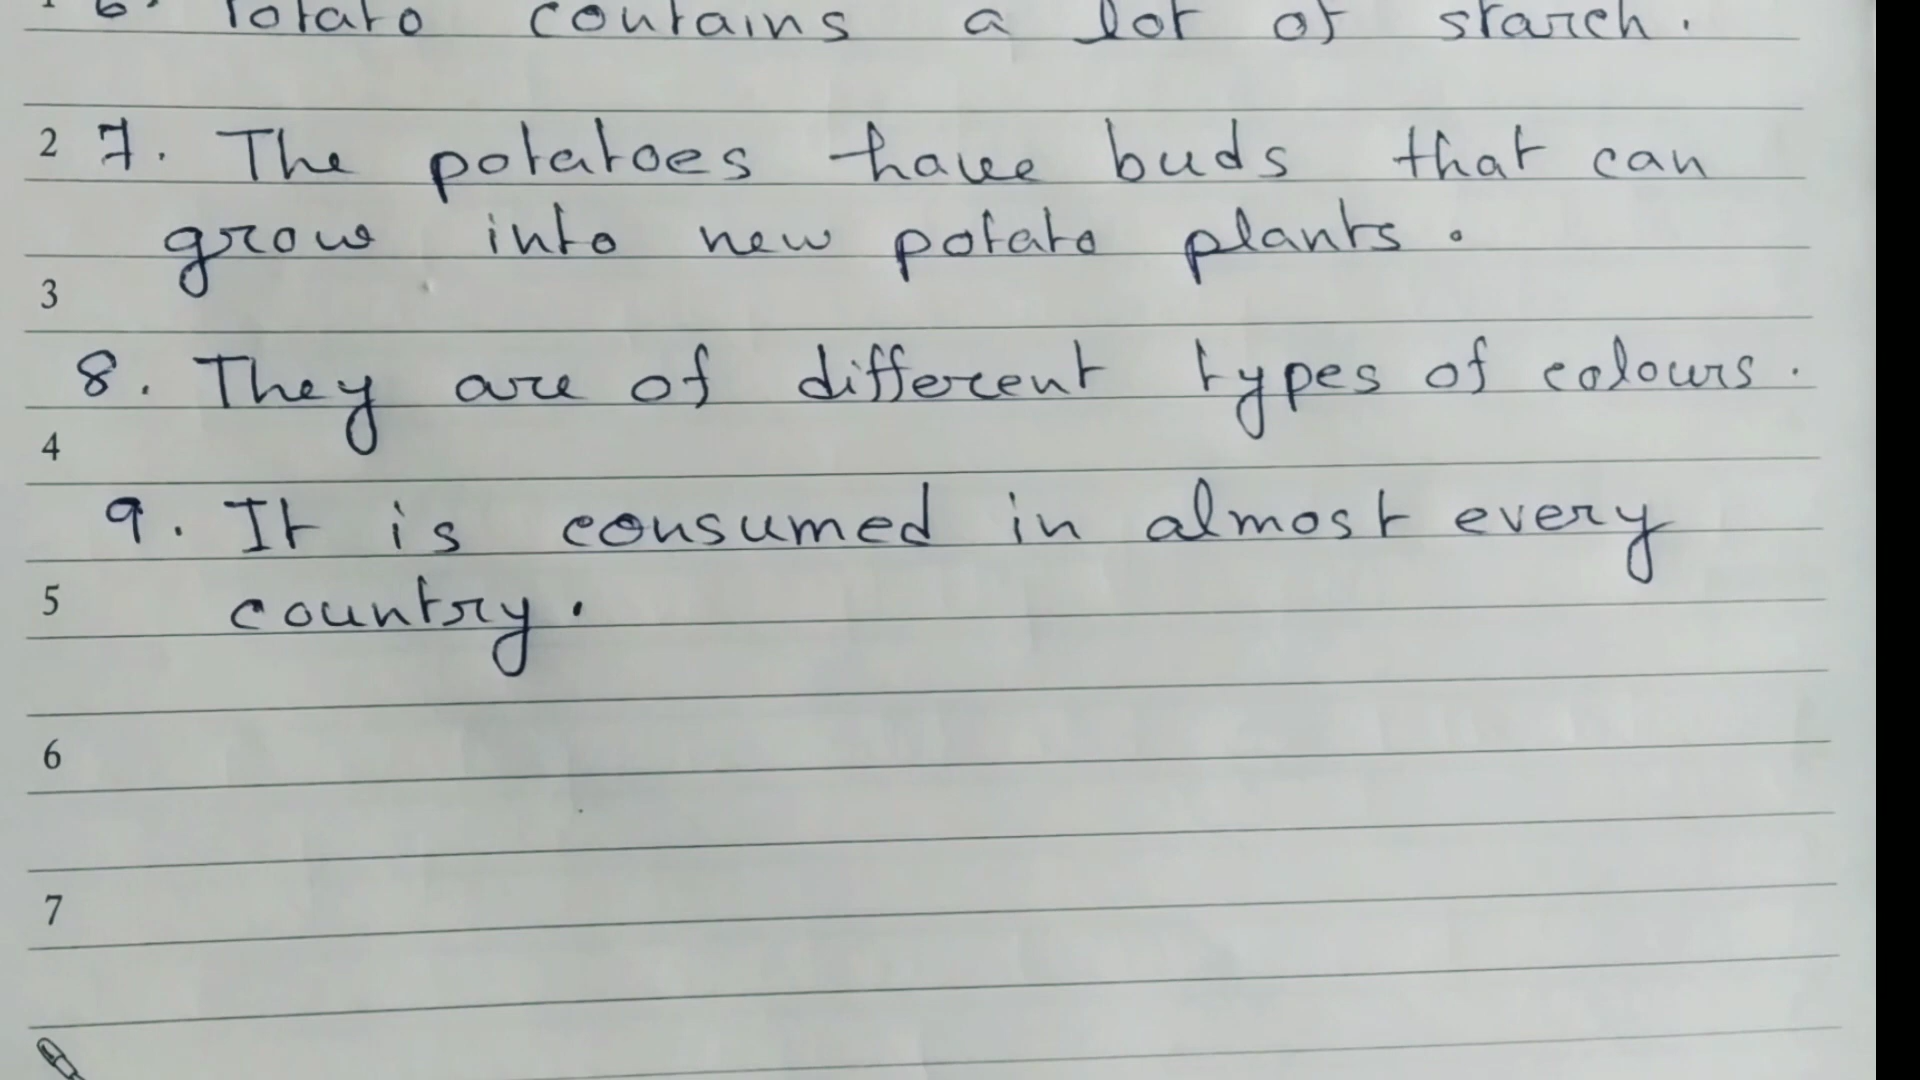 1 6. Potato contains a lot of starch.
2 7. The potatoes have buds that can
grow into new potato plants.
3
8. They are of different types of colours.
4
9. It is consumed in almost every
5 country.
6
7